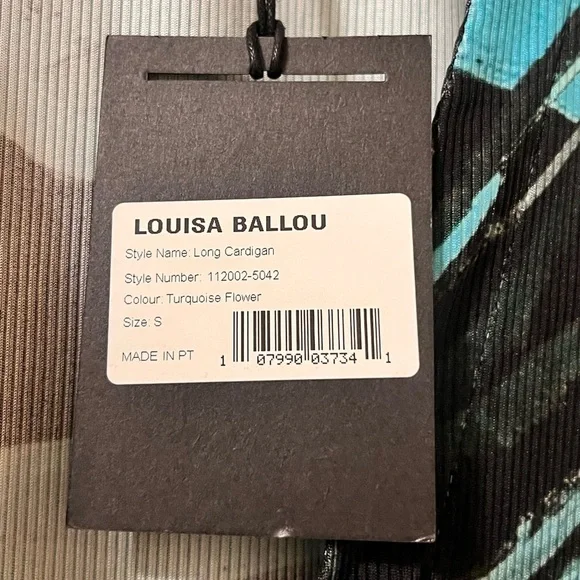 LOUISA BALLOU
Style Name: Long Cardigan
Style Number: 112002-5042
Colour: Turquoise Flower
Size: S
MADE IN PT
1 07990 03734 1